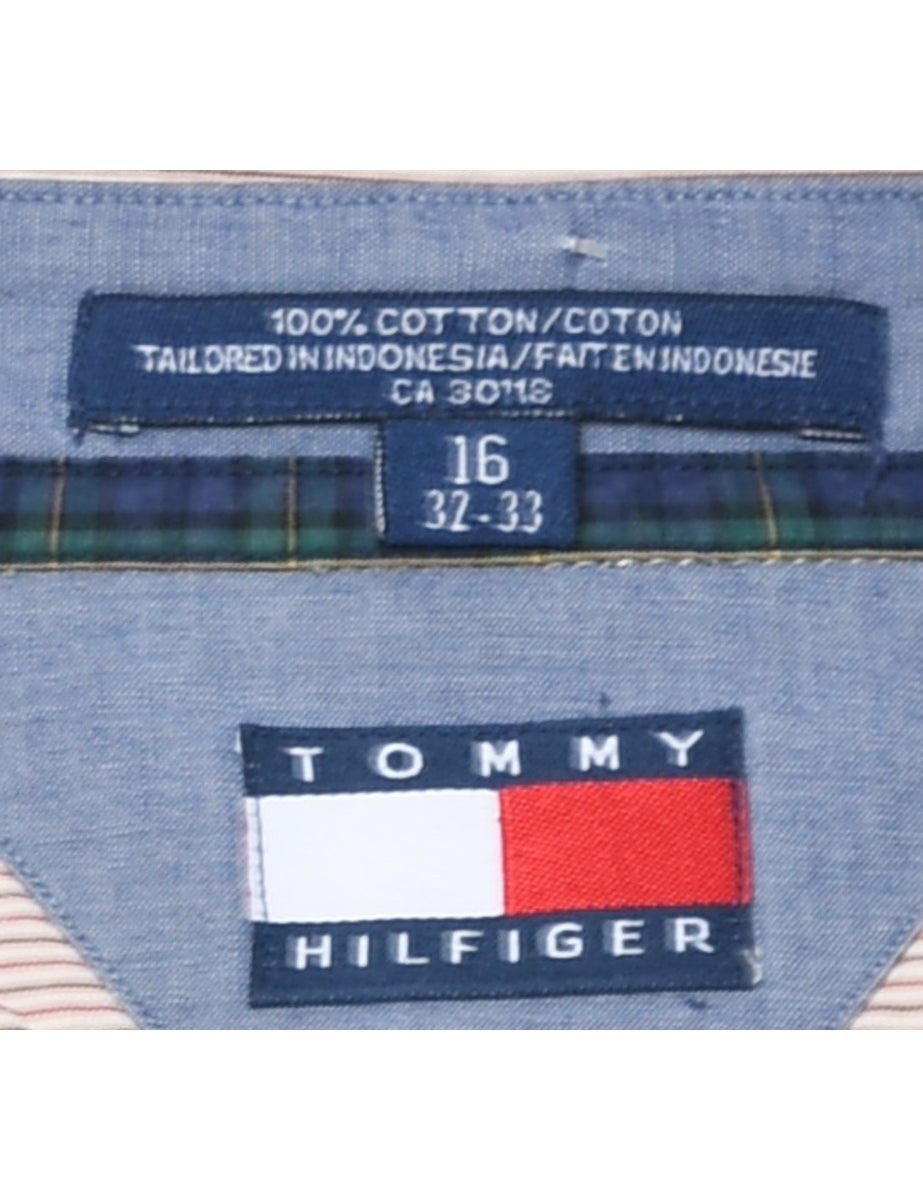 100% COTTON/COTON
TAILORED IN INDONESIA/FAIT EN INDONESIE
CA 30118
16
32-33
TOMMY
HILFIGER